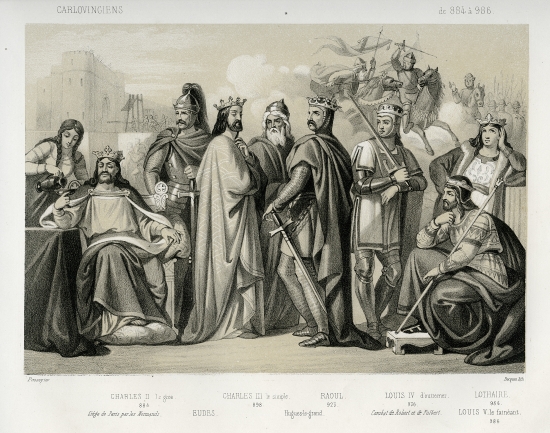 CARLOVINGIENS
de 884 à 986.
CHARLES II le gros
884
Siège de Paris par les Normands
EUDES.
CHARLES III le simple
898
Hugues-le-grand.
RAOUL
923
LOUIS IV d'outremer.
936
Combat de Robert et de
LOTHAIRE
954
LOUIS V. le fainéant.
986